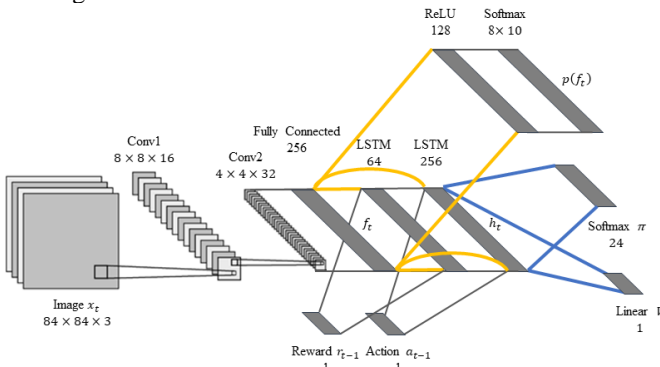 ReLU
128
Softmax
8× 10
p(f_t)
Fully Connected
256
LSTM
64
LSTM
256
Conv1
8 × 8 × 16
Conv2
4 × 4 × 32
f_t
h_t
Softmax π
24
Image x_t
84 × 84 × 3
Linear
1
Reward r_{t−1} Action a_{t−1}
1 1